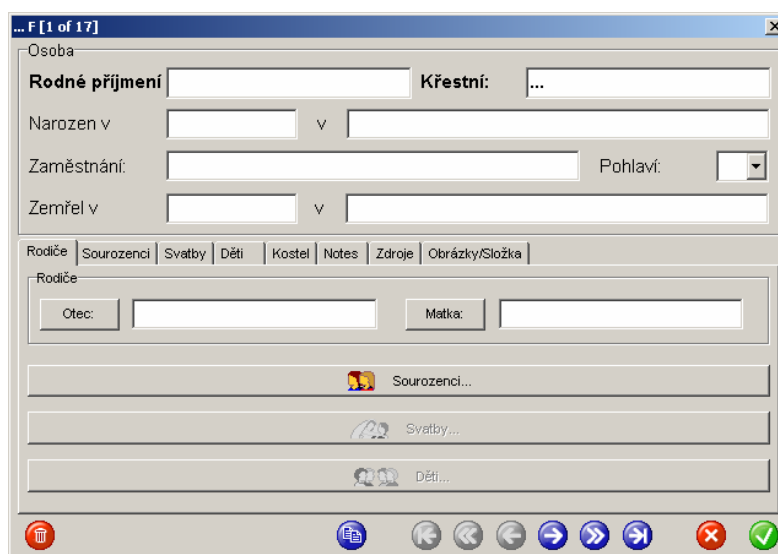 ... F [1 of 17]
Osoba
Rodné příjmení Křestní: ...
Narozen v v
Zaměstnání: Pohlaví:
Zemřel v v
Rodiče Sourozenci Svatby Děti Kostel Notes Zdroje Obrázky/Složka
Rodiče
Otec: Matka:
Sourozenci...
Svatby...
Děti...